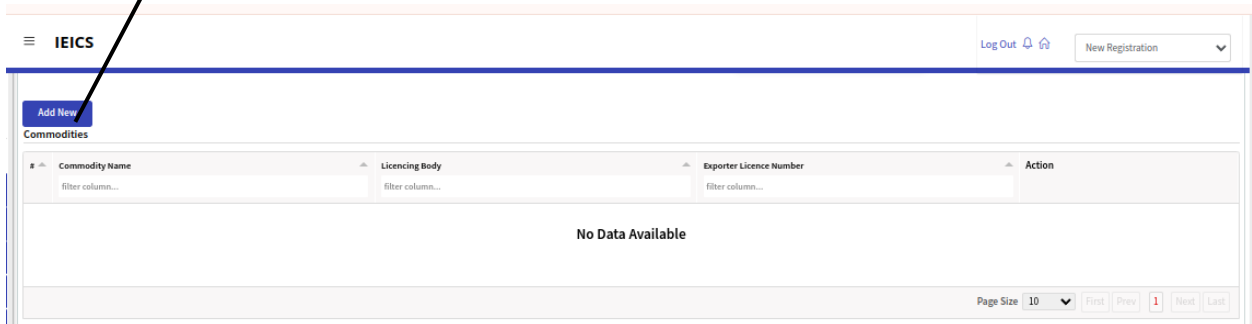 IEICS Log Out New Registration
Add New
Commodities
# Commodity Name Licencing Body Exporter Licence Number Action
filter column... filter column... filter column...
No Data Available
Page Size 10 First Prev 1 Next Last